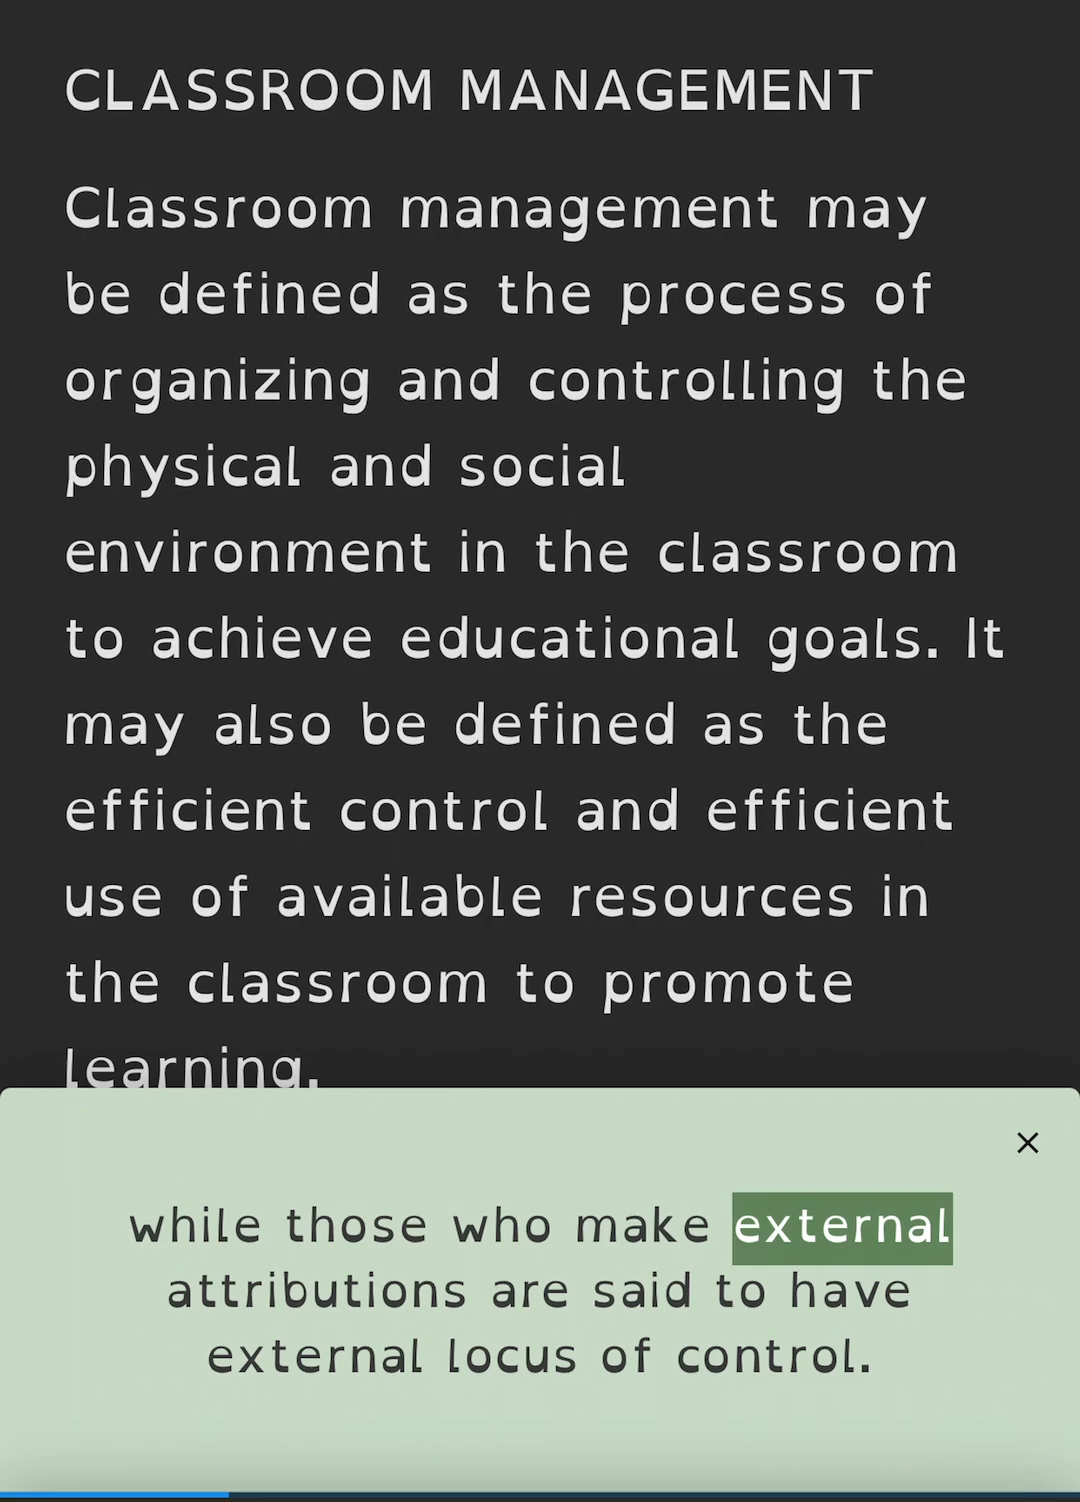 CLASSROOM MANAGEMENT
Classroom management may
be defined as the process of
organizing and controlling the
physical and social
environment in the classroom
to achieve educational goals. It
may also be defined as the
efficient control and efficient
use of available resources in
the classroom to promote
learning.
while those who make external
attributions are said to have
external locus of control.